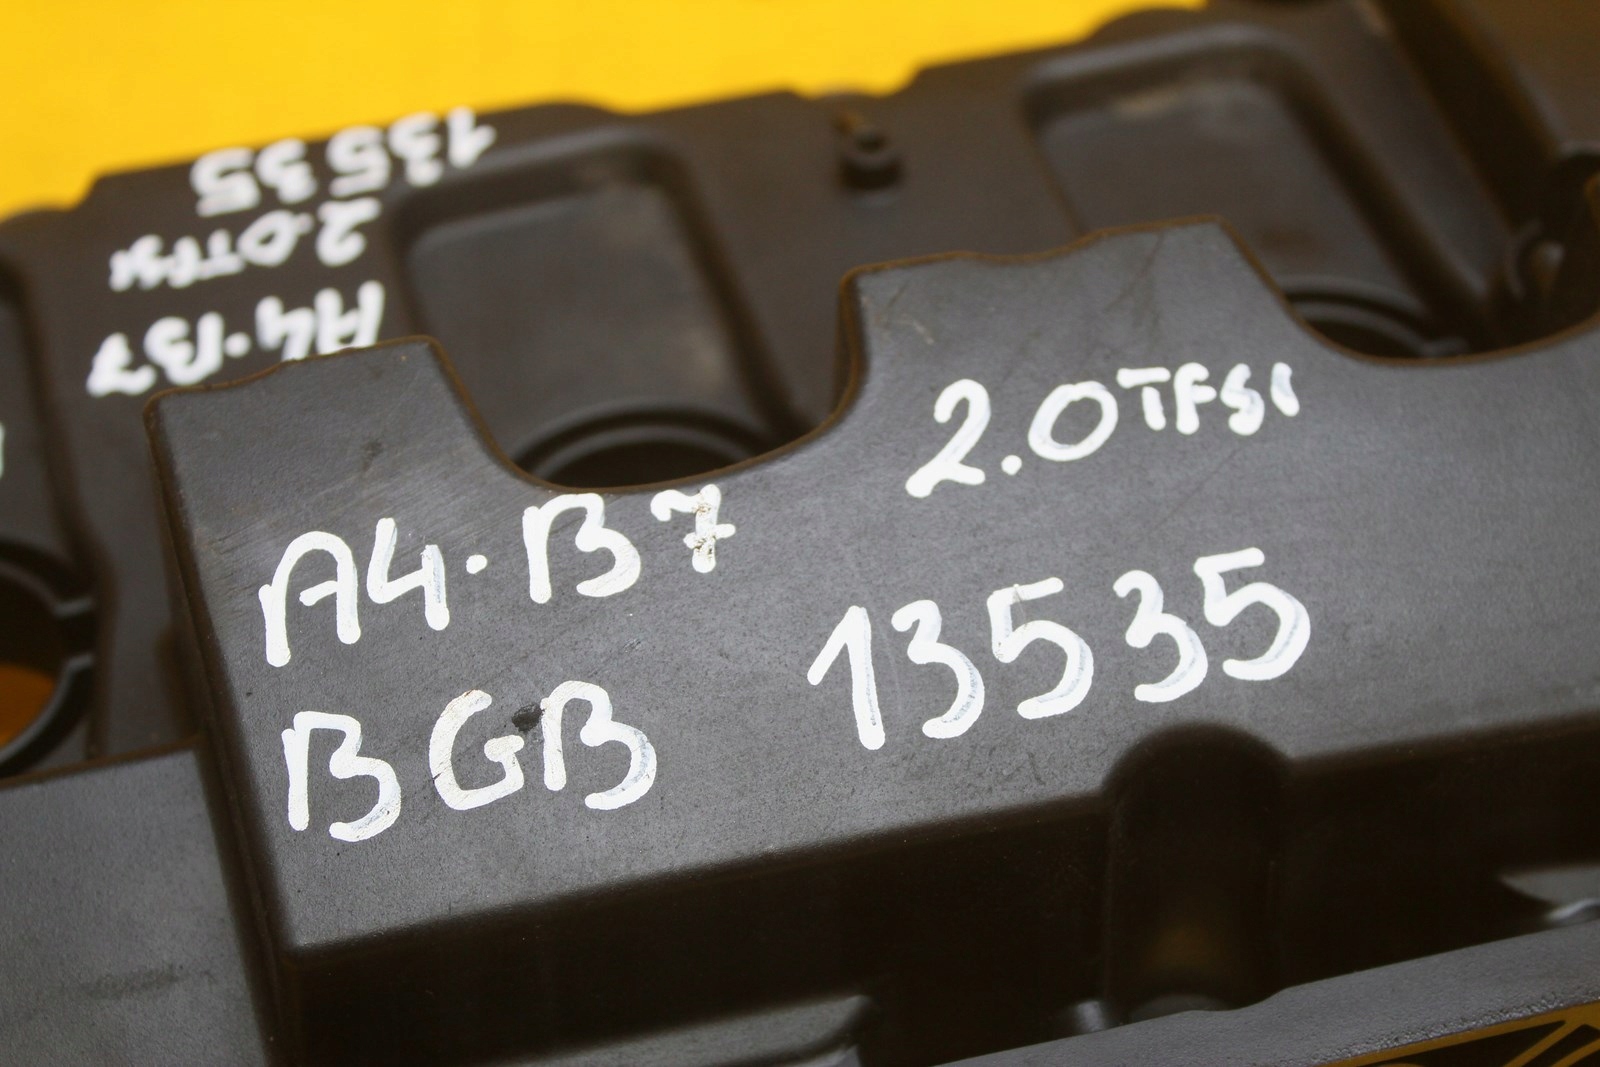 13535
2.0TFSI
A4·B7
A4·B7 2.0TFSI
BGB 13535